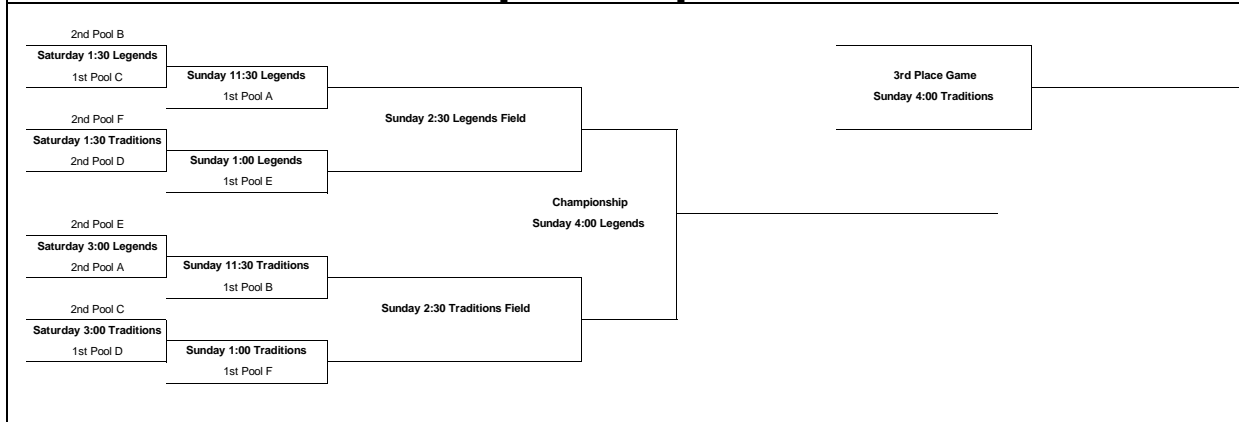 2nd Pool B
Saturday 1:30 Legends
1st Pool C
Sunday 11:30 Legends
1st Pool A
2nd Pool F
Saturday 1:30 Traditions
2nd Pool D
Sunday 1:00 Legends
1st Pool E
Sunday 2:30 Legends Field
2nd Pool E
Saturday 3:00 Legends
2nd Pool A
Sunday 11:30 Traditions
1st Pool B
2nd Pool C
Saturday 3:00 Traditions
1st Pool D
Sunday 1:00 Traditions
1st Pool F
Sunday 2:30 Traditions Field
Championship
Sunday 4:00 Legends
3rd Place Game
Sunday 4:00 Traditions